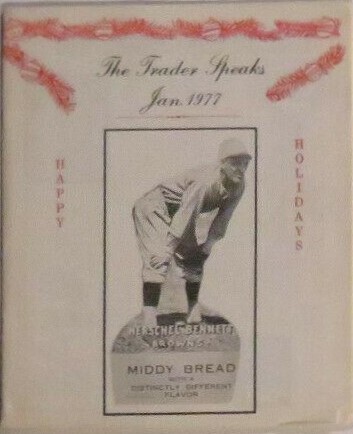 The Trader Speaks
Jan. 1977
HAPPY
HOLIDAYS
HERSCHEL BENNETT
BROWNS
MIDDY BREAD
WITH A
DISTINCTLY DIFFERENT
FLAVOR